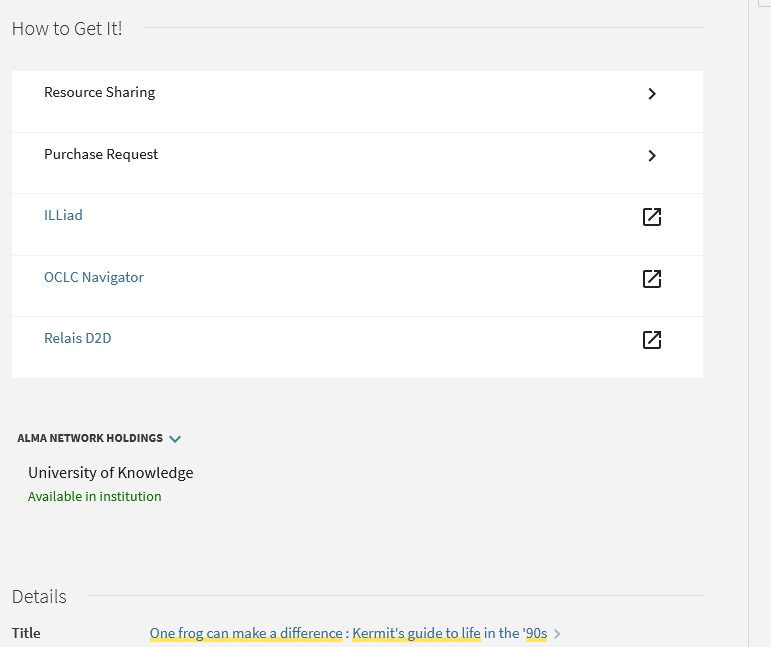 How to Get It!
Resource Sharing
Purchase Request
ILLiad
OCLC Navigator
Relais D2D
ALMA NETWORK HOLDINGS
University of Knowledge
Available in institution
Details
Title One frog can make a difference : Kermit's guide to life in the '90s